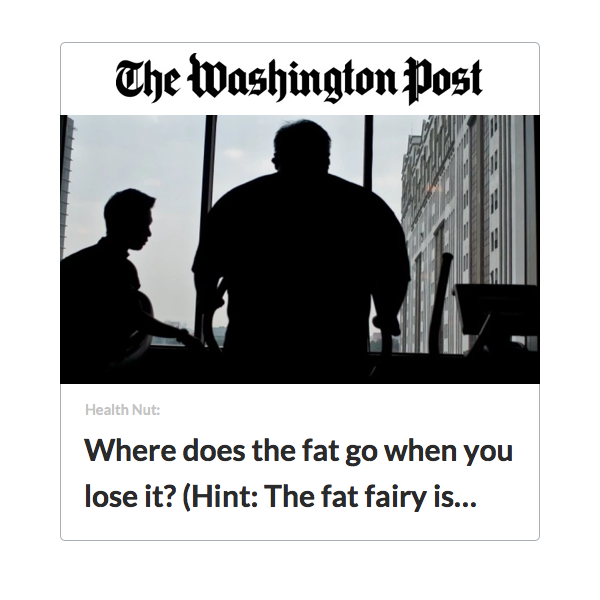 The Washington Post
Health Nut:
Where does the fat go when you
lose it? (Hint: The fat fairy is...